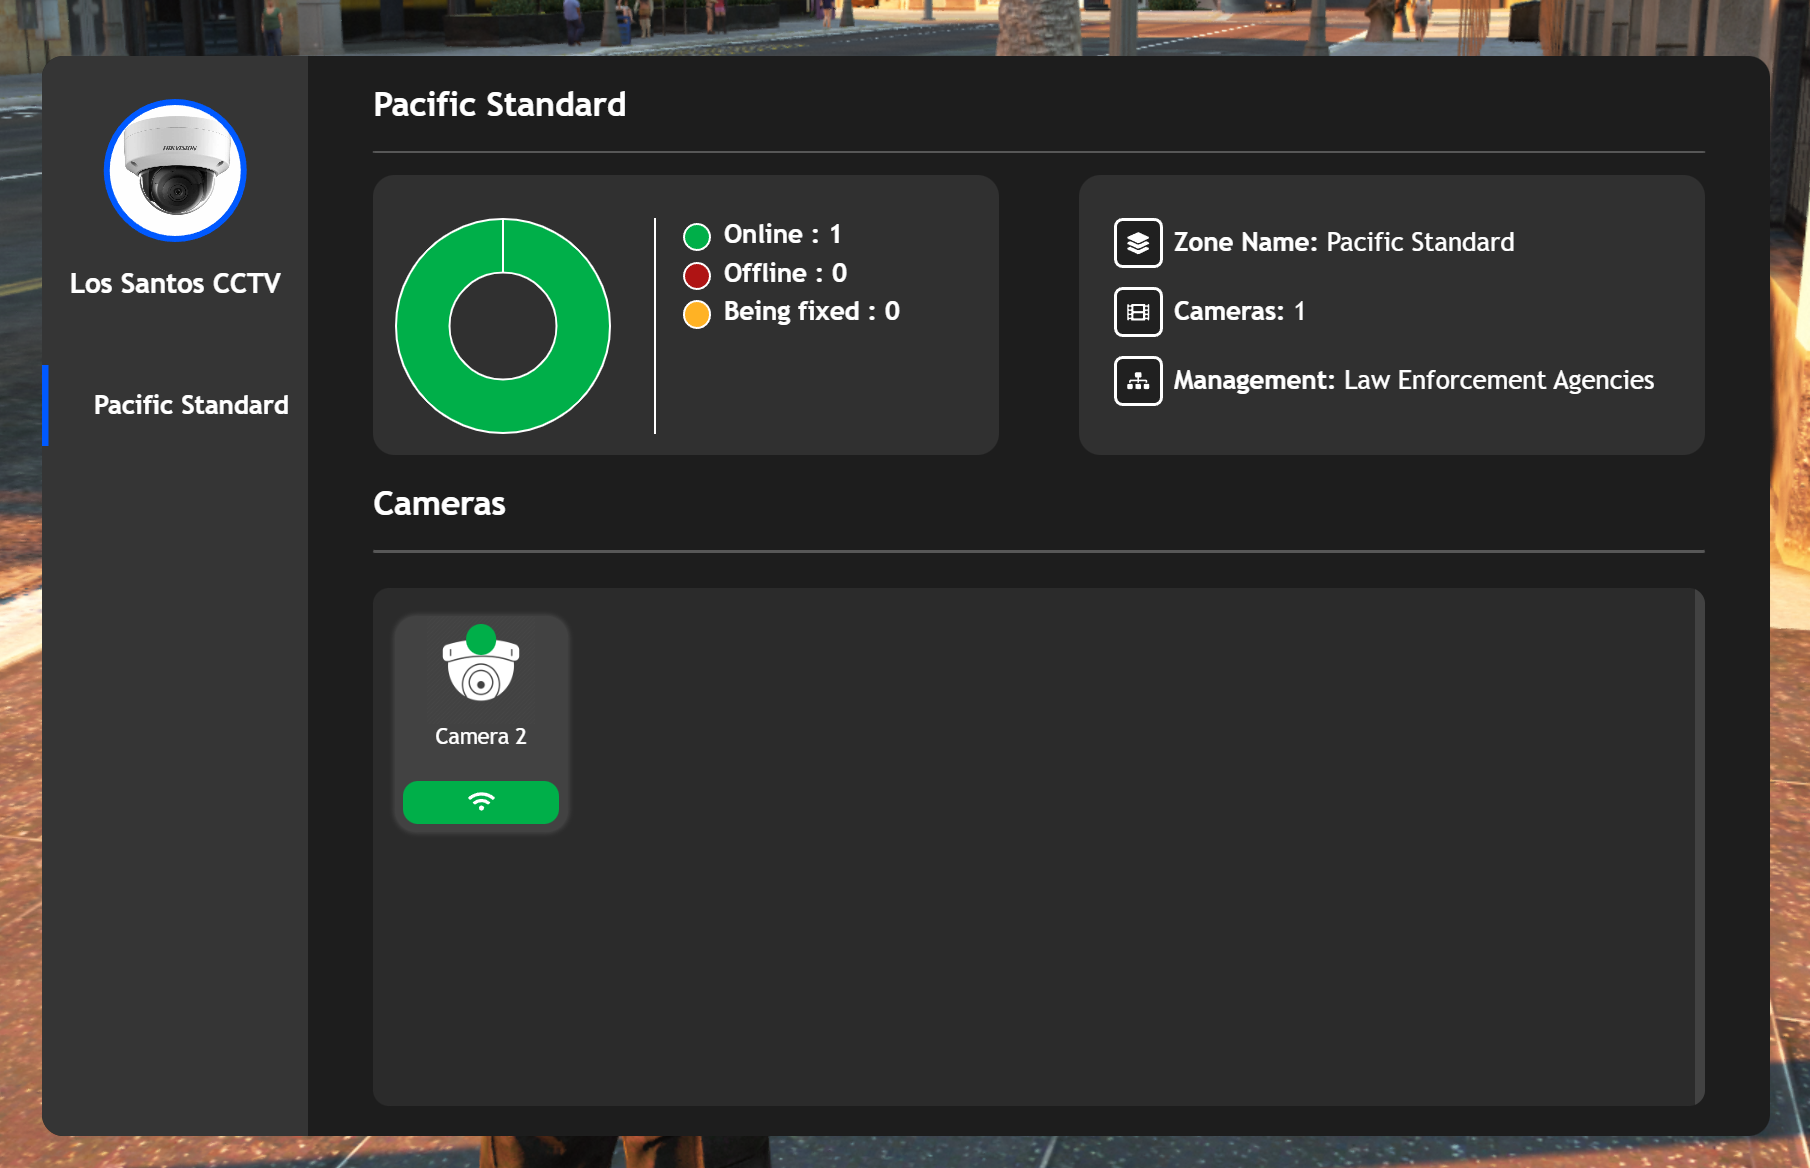 HIKVISION
Los Santos CCTV
Pacific Standard
Pacific Standard
Online : 1
Offline : 0
Being fixed : 0
Zone Name: Pacific Standard
Cameras: 1
Management: Law Enforcement Agencies
Cameras
Camera 2